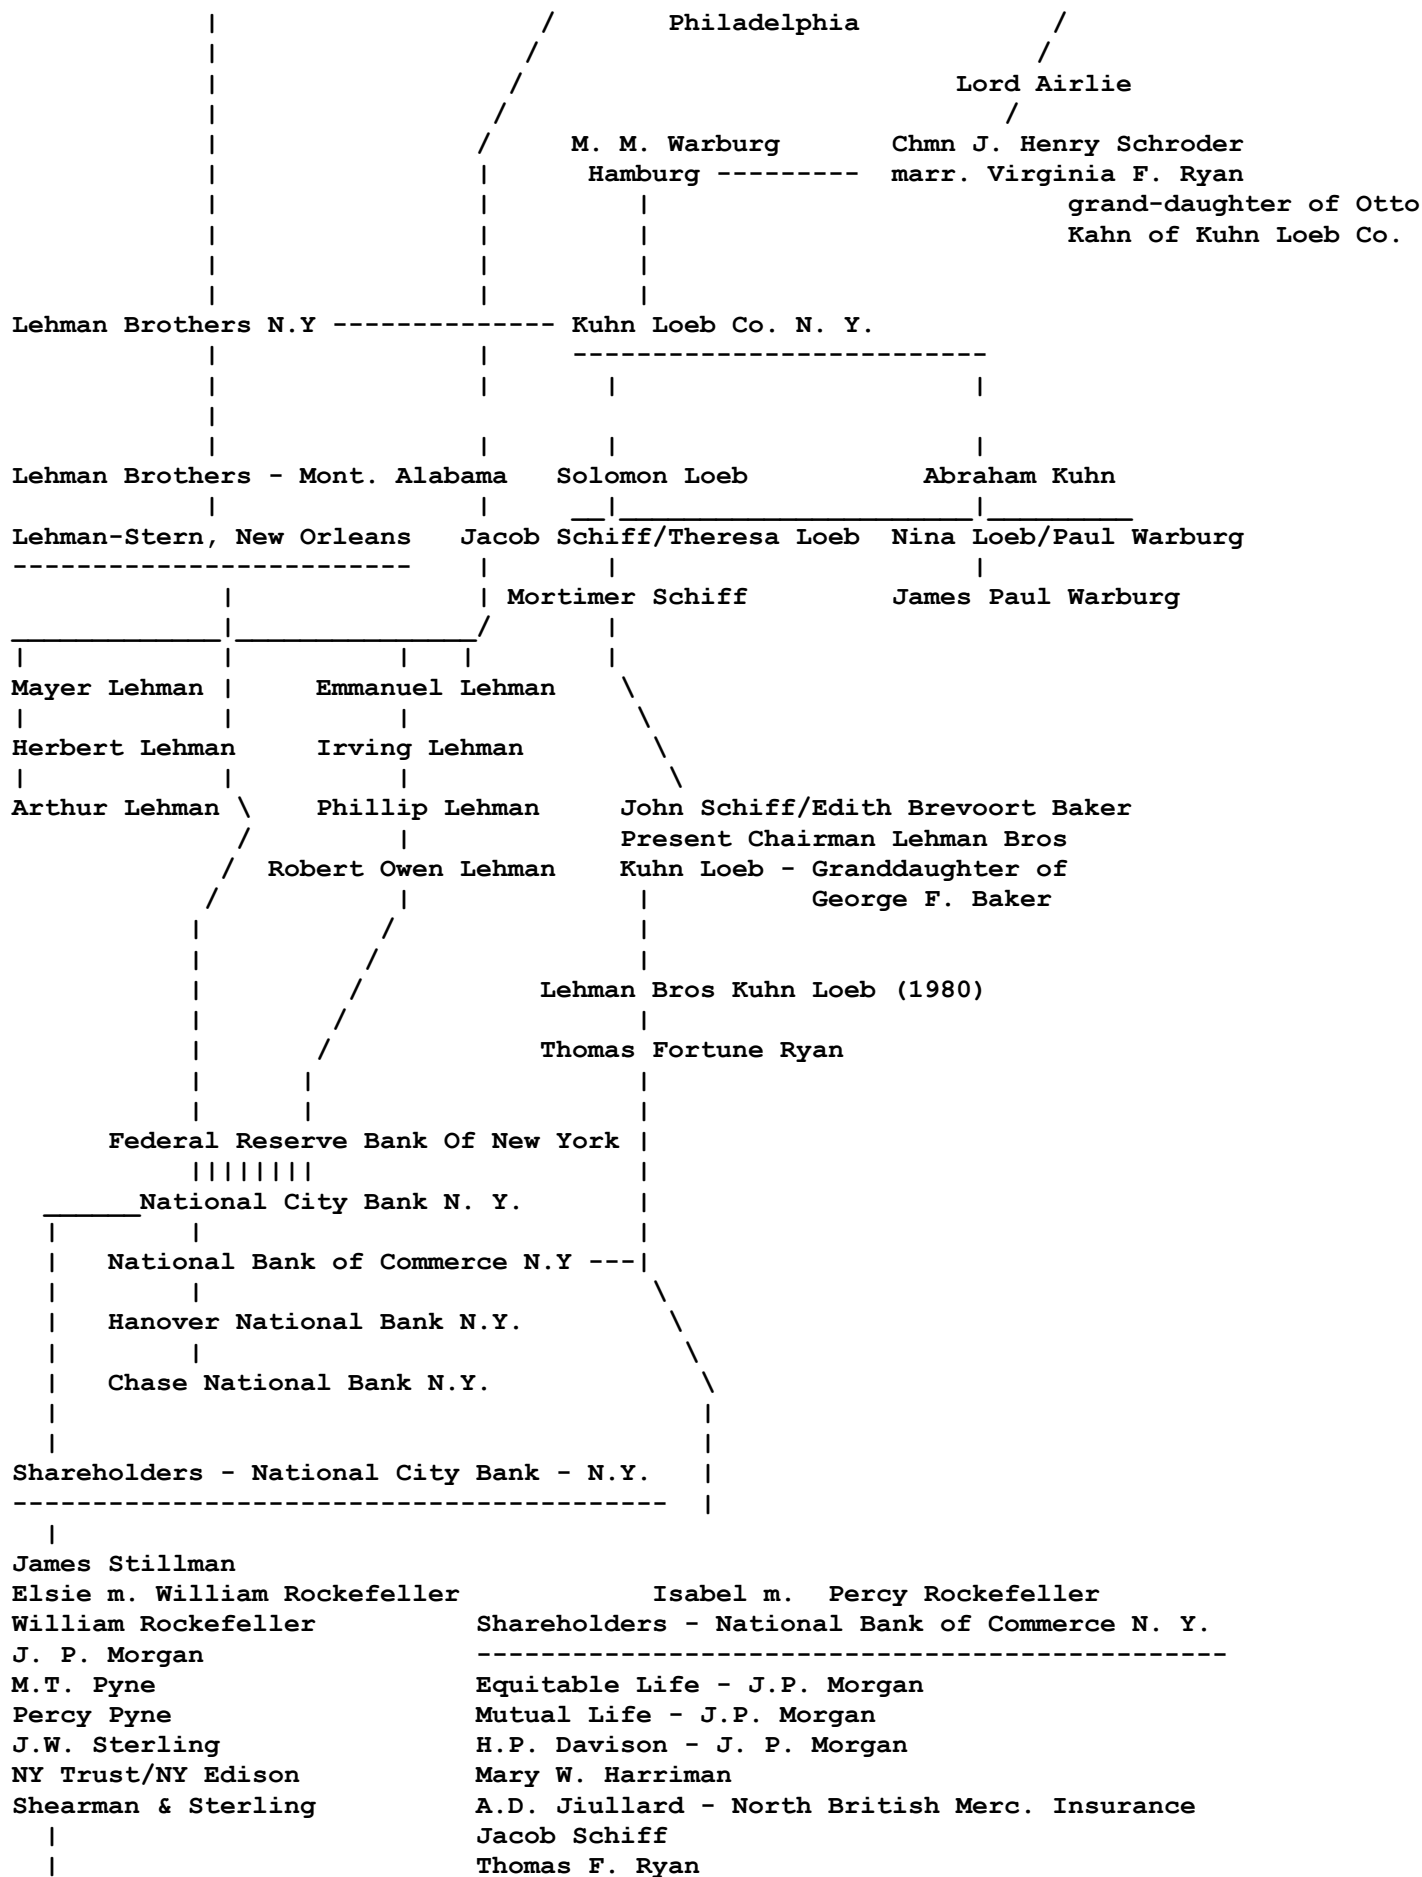 Philadelphia
Lord Airlie
M. M. Warburg Chmn J. Henry Schroder
Hamburg --------- marr. Virginia F. Ryan
grand-daughter of Otto
Kahn of Kuhn Loeb Co.
Lehman Brothers N.Y -------------- Kuhn Loeb Co. N. Y.
Lehman Brothers - Mont. Alabama Solomon Loeb Abraham Kuhn
Lehman-Stern, New Orleans Jacob Schiff/Theresa Loeb Nina Loeb/Paul Warburg
Mortimer Schiff James Paul Warburg
Mayer Lehman Emmanuel Lehman
Herbert Lehman Irving Lehman
Arthur Lehman Phillip Lehman John Schiff/Edith Brevoort Baker
Present Chairman Lehman Bros
Robert Owen Lehman Kuhn Loeb - Granddaughter of
George F. Baker
Lehman Bros Kuhn Loeb (1980)
Thomas Fortune Ryan
Federal Reserve Bank Of New York
National City Bank N. Y.
National Bank of Commerce N.Y ---
Hanover National Bank N.Y.
Chase National Bank N.Y.
Shareholders - National City Bank - N.Y.
James Stillman
Elsie m. William Rockefeller Isabel m. Percy Rockefeller
William Rockefeller Shareholders - National Bank of Commerce N. Y.
J. P. Morgan
M.T. Pyne Equitable Life - J.P. Morgan
Percy Pyne Mutual Life - J.P. Morgan
J.W. Sterling H.P. Davison - J. P. Morgan
NY Trust/NY Edison Mary W. Harriman
Shearman & Sterling A.D. Jiullard - North British Merc. Insurance
Jacob Schiff
Thomas F. Ryan